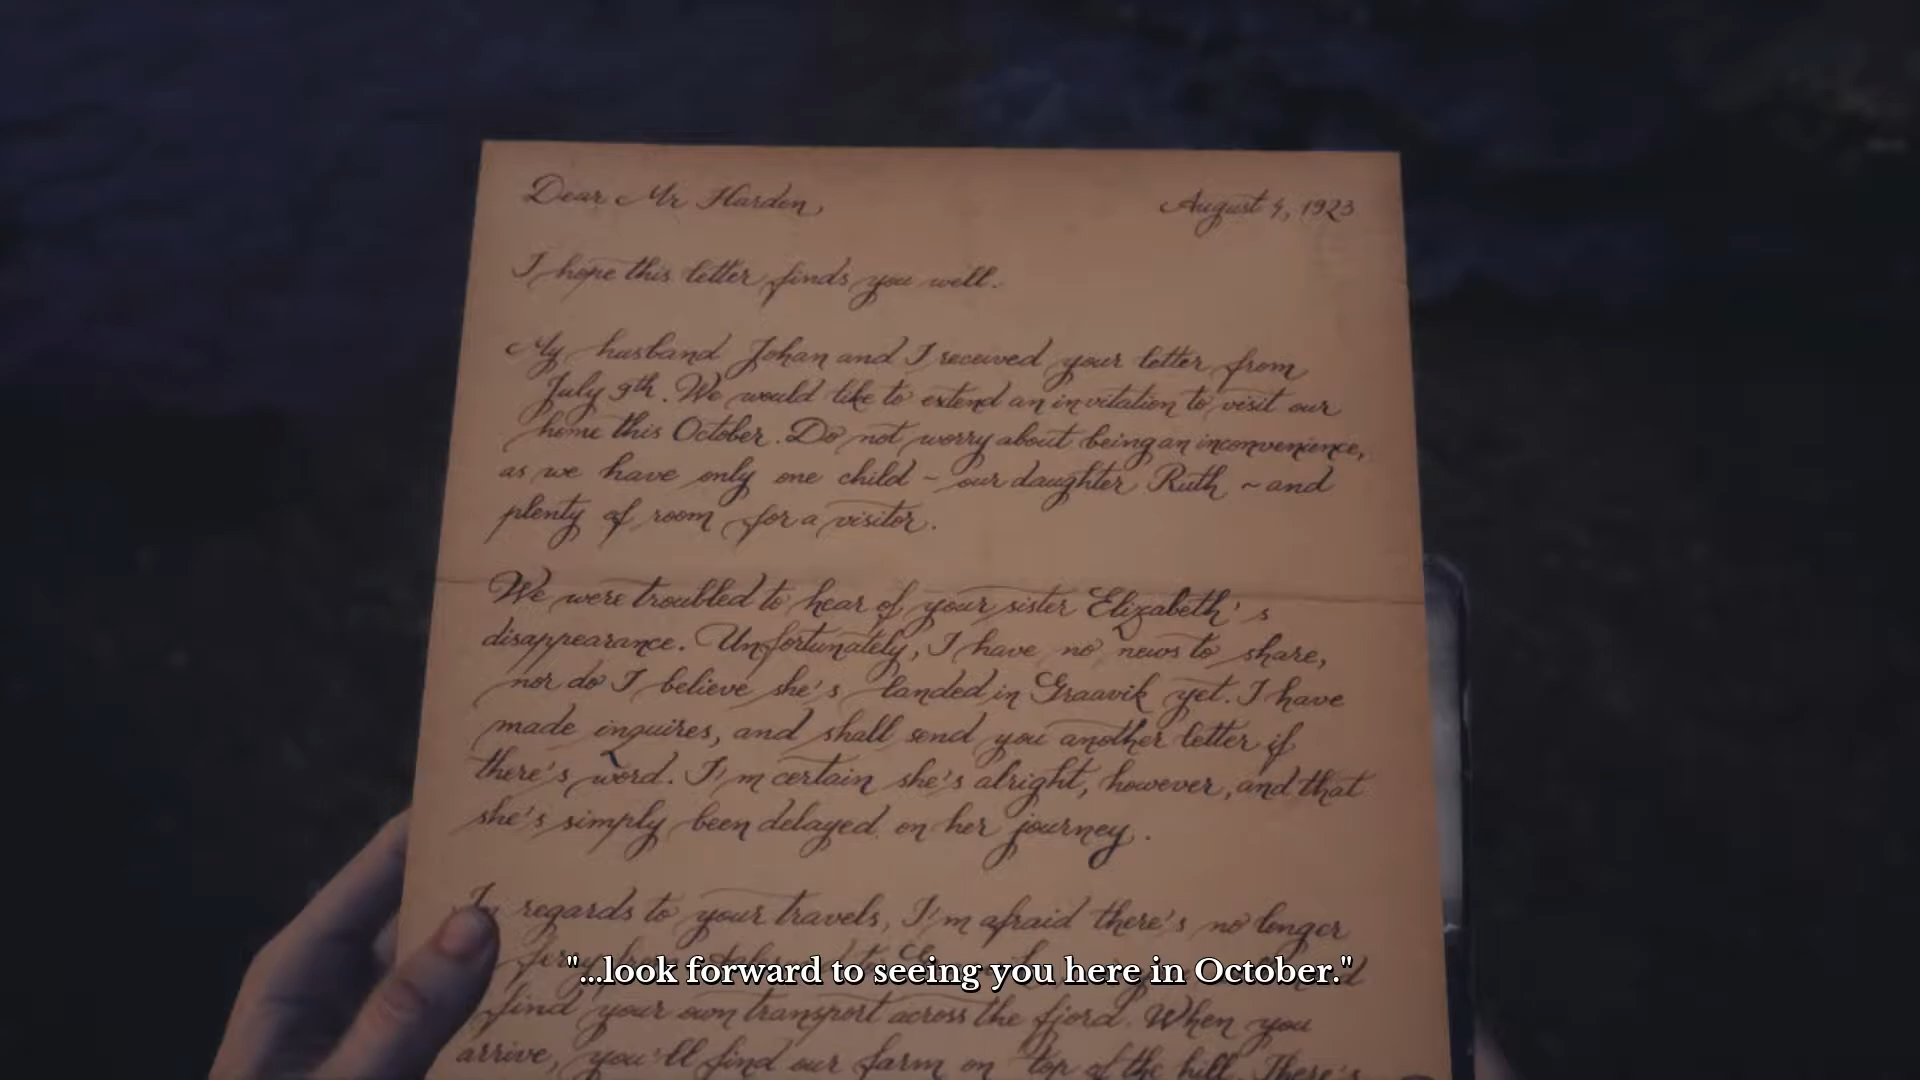 Dear Mr Harden,
August 4, 1923
I hope this letter finds you well.
My husband Johan and I received your letter from
July 9th. We would like to extend an invitation to visit our
home this October. Do not worry about being an inconvenience,
as we have only one child ~ our daughter Ruth ~ and
plenty of room for a visitor.
We were troubled to hear of your sister Elizabeth's
disappearance. Unfortunately, I have no news to share,
nor do I believe she's landed in Graavik yet. I have
made inquires, and shall send you another letter if
there's word. I'm certain she's alright, however, and that
she's simply been delayed on her journey.
In regards to your travels, I'm afraid there's no longer
"...look forward to seeing you here in October."
find your own transport across the fjord. When you
arrive, you'll find our farm on top of the hill. There's